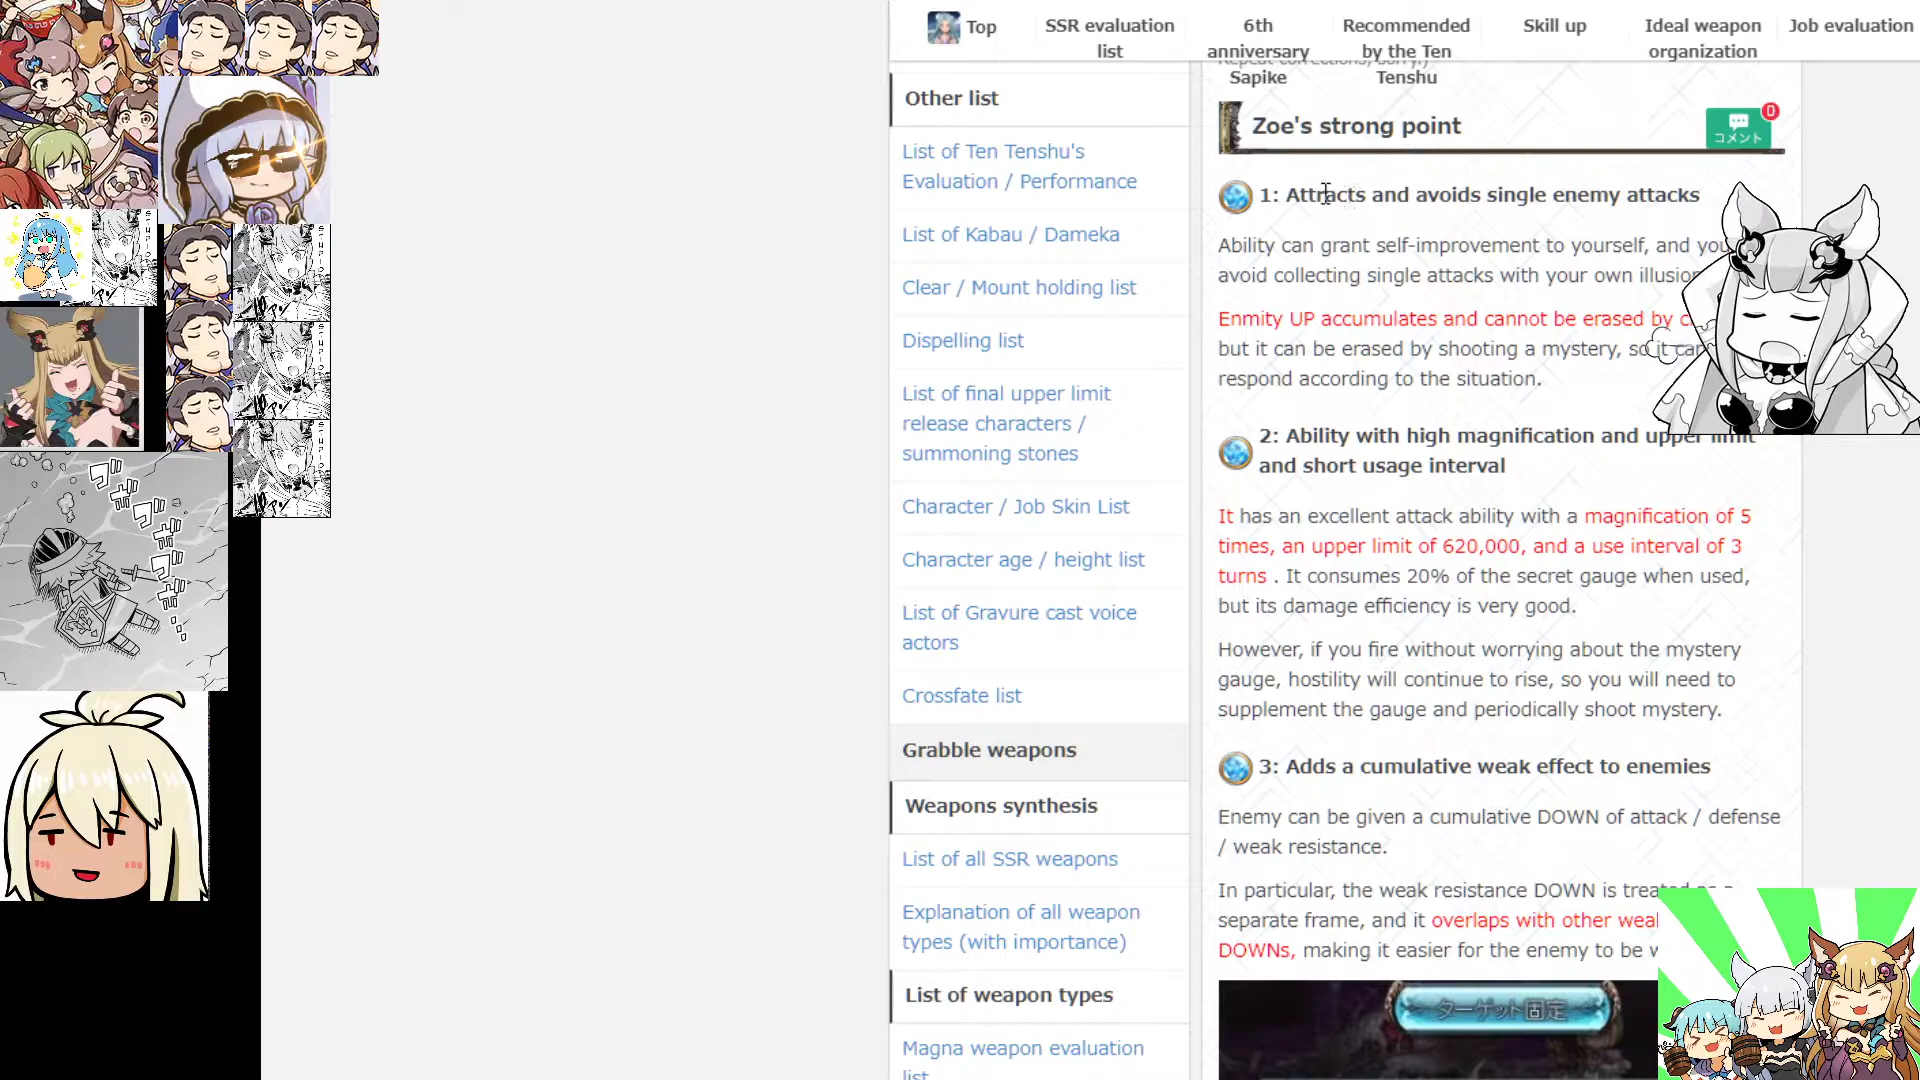 Top
SSR evaluation
list
6th
anniversary
Sapike
Recommended
by the Ten
Tenshu
Skill up
Ideal weapon
organization
Job evaluation
Other list
List of Ten Tenshu's
Evaluation / Performance
List of Kabau / Dameka
Clear / Mount holding list
Dispelling list
List of final upper limit
release characters /
summoning stones
Character / Job Skin List
Character age / height list
List of Gravure cast voice
actors
Crossfate list
Grabble weapons
Weapons synthesis
List of all SSR weapons
Explanation of all weapon
types (with importance)
List of weapon types
Magna weapon evaluation
list
Zoe's strong point
0
コメント
1: Attracts and avoids single enemy attacks
Ability can grant self-improvement to yourself, and you
avoid collecting single attacks with your own
Enmity UP accumulates and cannot be erased by
but it can be erased by shooting a mystery, so it can
respond according to the situation.
2: Ability with high magnification and upper limit
and short usage interval
It has an excellent attack ability with a magnification of 5
times, an upper limit of 620,000, and a use interval of 3
turns . It consumes 20% of the secret gauge when used,
but its damage efficiency is very good.
However, if you fire without worrying about the mystery
gauge, hostility will continue to rise, so you will need to
supplement the gauge and periodically shoot mystery.
3: Adds a cumulative weak effect to enemies
Enemy can be given a cumulative DOWN of attack / defense
/ weak resistance.
In particular, the weak resistance DOWN is treated as a
separate frame, and it overlaps with other
DOWNs, making it easier for the enemy to be
ターゲット固定